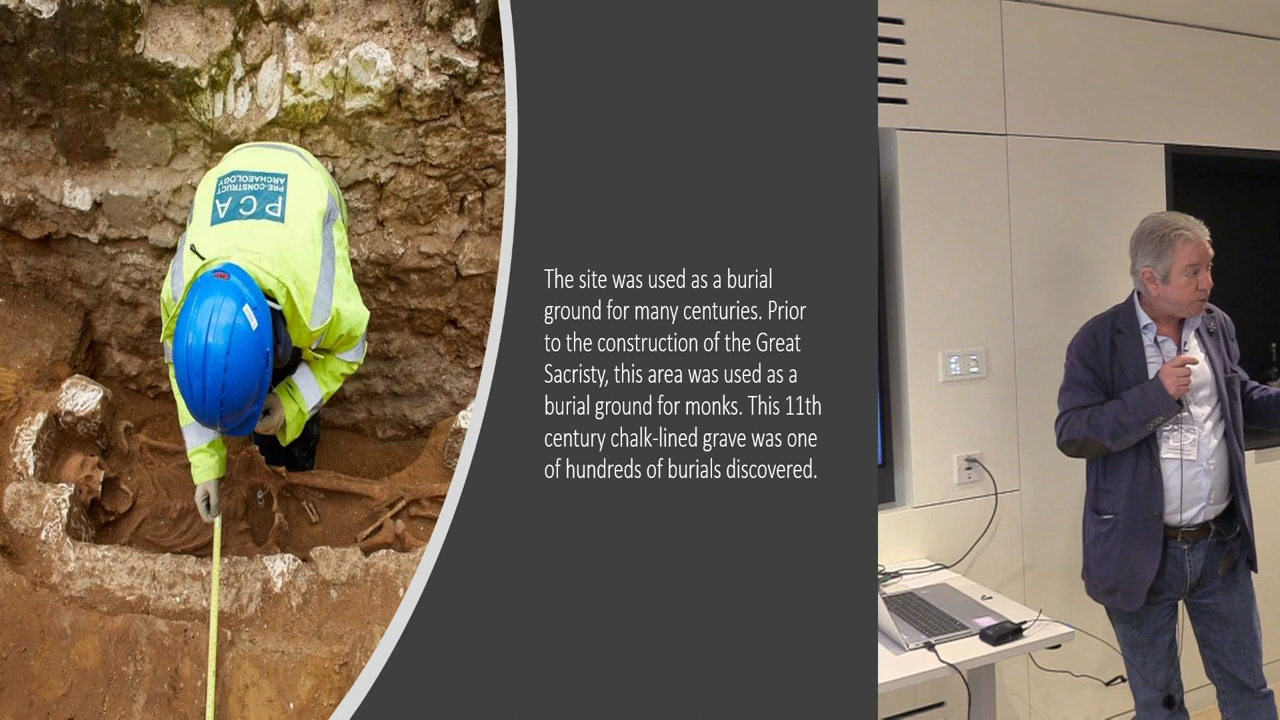 PCA
PRE-CONSTRUCT
ARCHAEOLOGY
The site was used as a burial
ground for many centuries. Prior
to the construction of the Great
Sacristy, this area was used as a
burial ground for monks. This 11th
century chalk-lined grave was one
of hundreds of burials discovered.